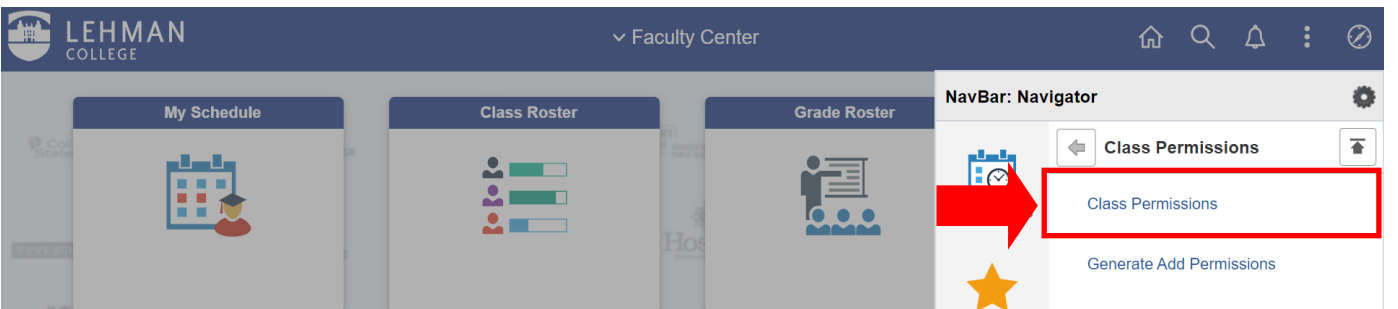 LEHMAN
COLLEGE
Faculty Center
My Schedule
Class Roster
Grade Roster
NavBar: Navigator
Class Permissions
Class Permissions
Generate Add Permissions
Hos